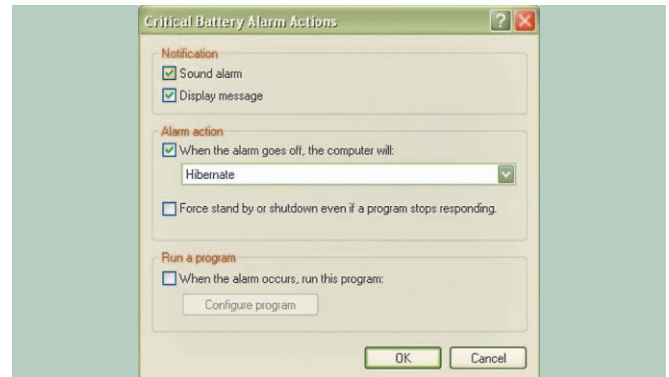 Critical Battery Alarm Actions
Notification
Sound alarm
Display message
Alarm action
When the alarm goes off, the computer will:
Hibernate
Force stand by or shutdown even if a program stops responding.
Run a program
When the alarm occurs, run this program:
Configure program
OK
Cancel